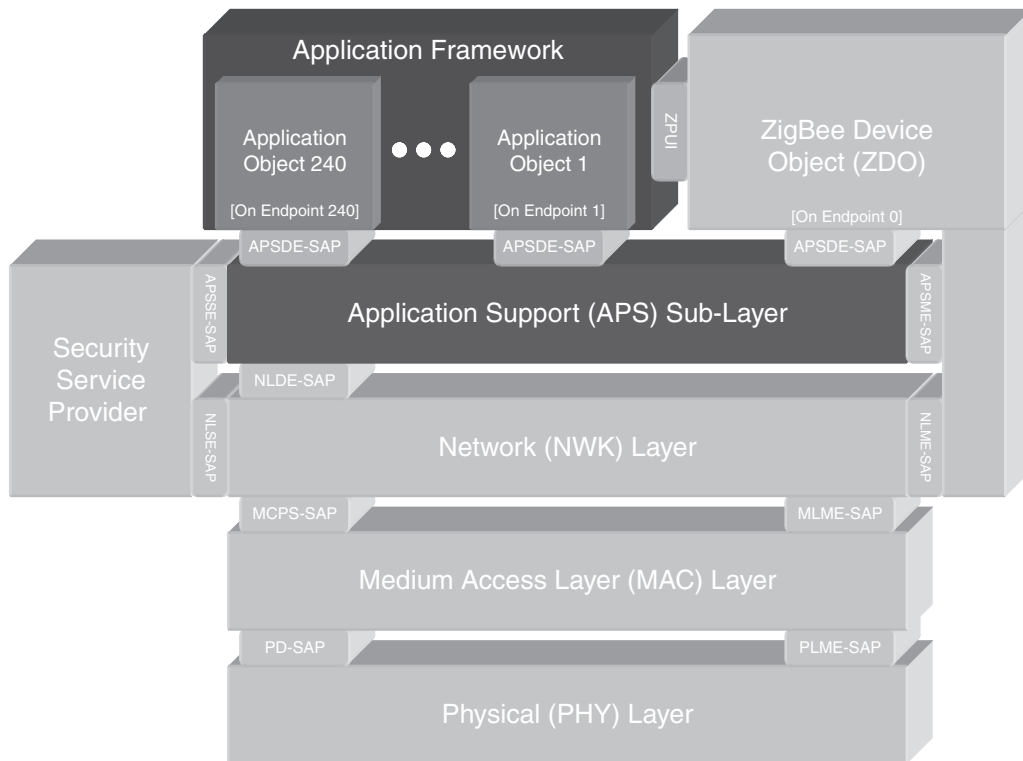 Application Framework
Application
Object 240
[On Endpoint 240]
Application
Object 1
[On Endpoint 1]
ZPUI
ZigBee Device
Object (ZDO)
[On Endpoint 0]
APSDE-SAP
APSDE-SAP
APSDE-SAP
Security
Service
Provider
APSSE-SAP
Application Support (APS) Sub-Layer
APSME-SAP
NLDE-SAP
NLSE-SAP
Network (NWK) Layer
NLME-SAP
MCPS-SAP
MLME-SAP
Medium Access Layer (MAC) Layer
PD-SAP
PLME-SAP
Physical (PHY) Layer